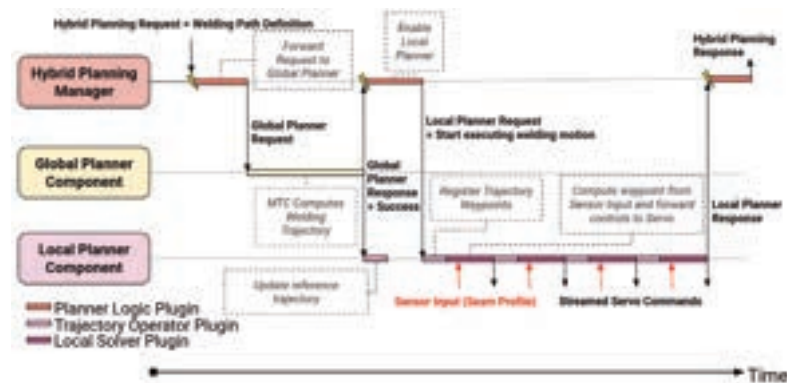 Hybrid Planning Request + Welding Path Definition
Hybrid Planning
Manager
Forward
Request to
Global Planner
Enable
Local
Planner
Hybrid Planning
Response
Global Planner
Request
Local Planner Request
+ Start executing welding motion
Global Planner
Component
Global
Planner
Response
+ Success
MTC Computes
Welding
Trajectory
Register Trajectory
Waypoints
Compute waypoint from
Sensor Input and forward
controls to Servo
Local Planner
Response
Local Planner
Component
Update reference
trajectory
Sensor Input (Seam Profile)
Streamed Servo Commands
Planner Logic Plugin
Trajectory Operator Plugin
Local Solver Plugin
Time